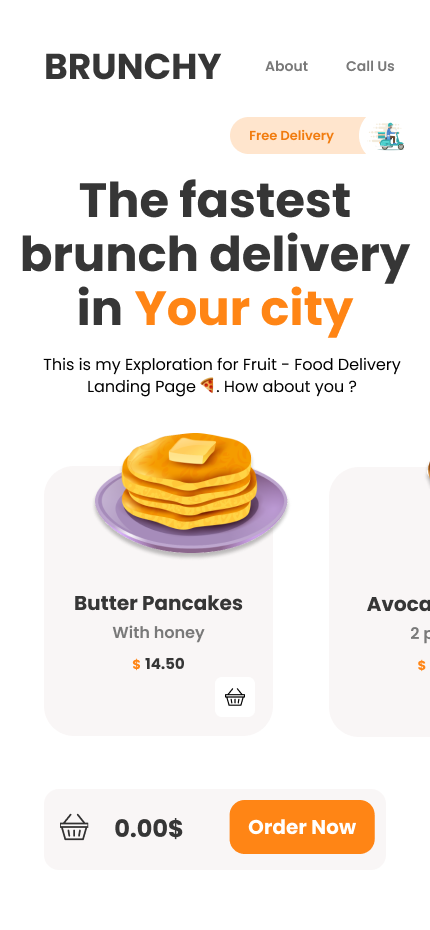 BRUNCHY
About
Call Us
Free Delivery
The fastest
brunch delivery
in Your city
This is my Exploration for Fruit - Food Delivery
Landing Page 🍕. How about you ?
Butter Pancakes
With honey
$ 14.50
Avoca
2 p
$
0.00$
Order Now